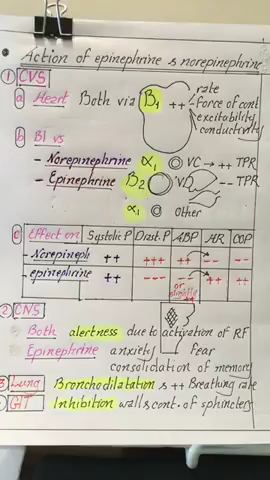 Action of epinephrine & norepinephrine
① CVS
ⓐ Heart Both via B1 ++ rate
force of cont
excitability
conductivity
ⓑ Bl vs
- Norepinephrine α1 VC → ++ TPR
- Epinephrine B2 VD -- TPR
α1 Other
ⓒ Effect on Systolic P Diast. P ABP HR COP
- Norepineph ++ +++ ++ -- --
- epinephrine ++ --- -- or slight ++ ++ ++
② CNS
Both alertness due to activation of RF
Epinephrine anxiety fear
consolidation of memory
③ Lung Bronchodilatation & ++ Breathing rate
GIT Inhibition walls cont. of sphincters